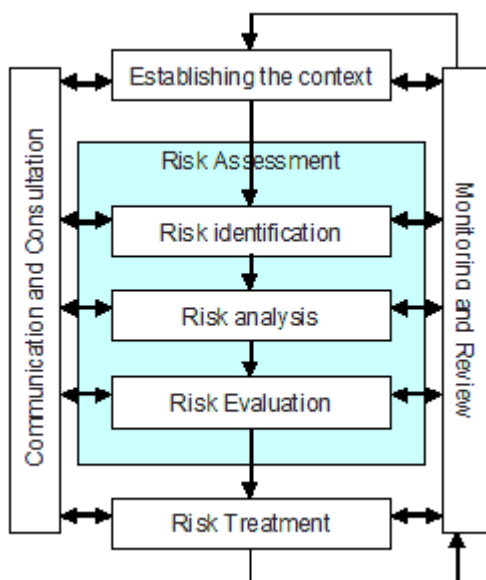 Establishing the context
Communication and Consultation
Risk Assessment
Monitoring and Review
Risk identification
Risk analysis
Risk Evaluation
Risk Treatment